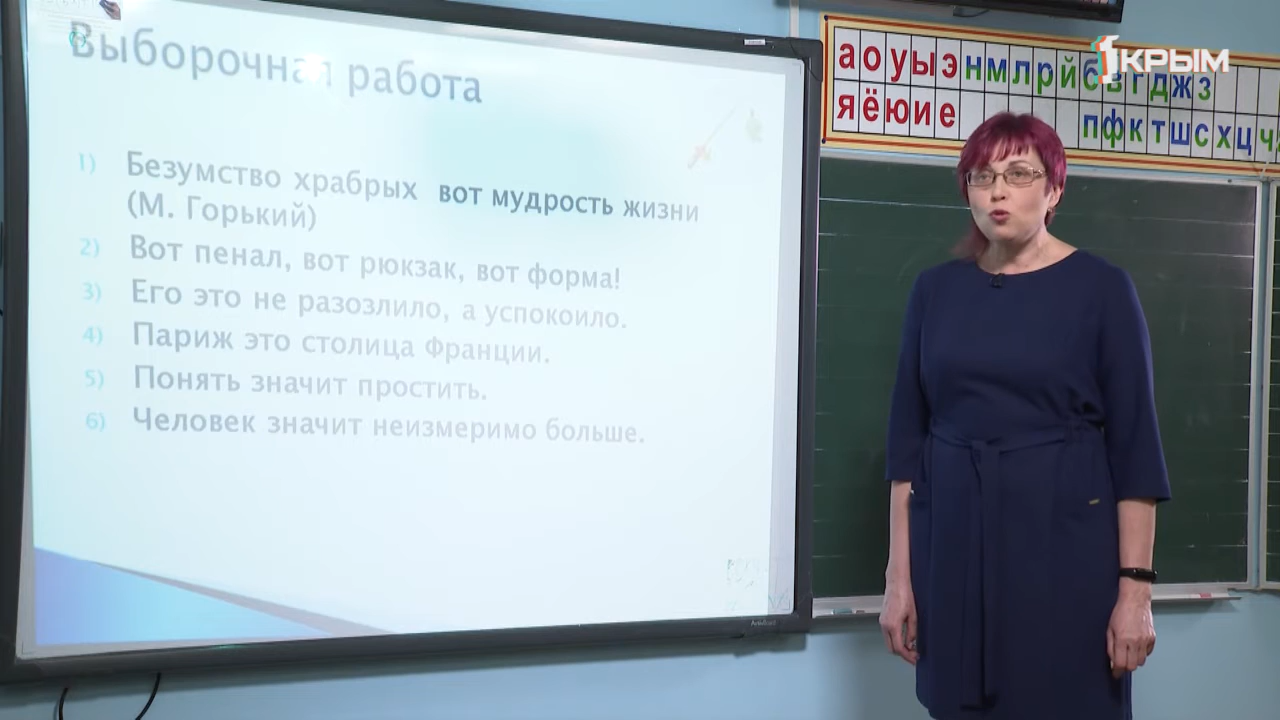 Выборочная работа
1) Безумство храбрых вот мудрость жизни
(М. Горький)
2) Вот пенал, вот рюкзак, вот форма!
3) Его это не разозлило, а успокоило.
4) Париж это столица Франции.
5) Понять значит простить.
6) Человек значит неизмеримо больше.
1КРЫМ
а о у ы э н м л р й б в г д ж з
я ё ю и е п ф к т ш с х ц ч